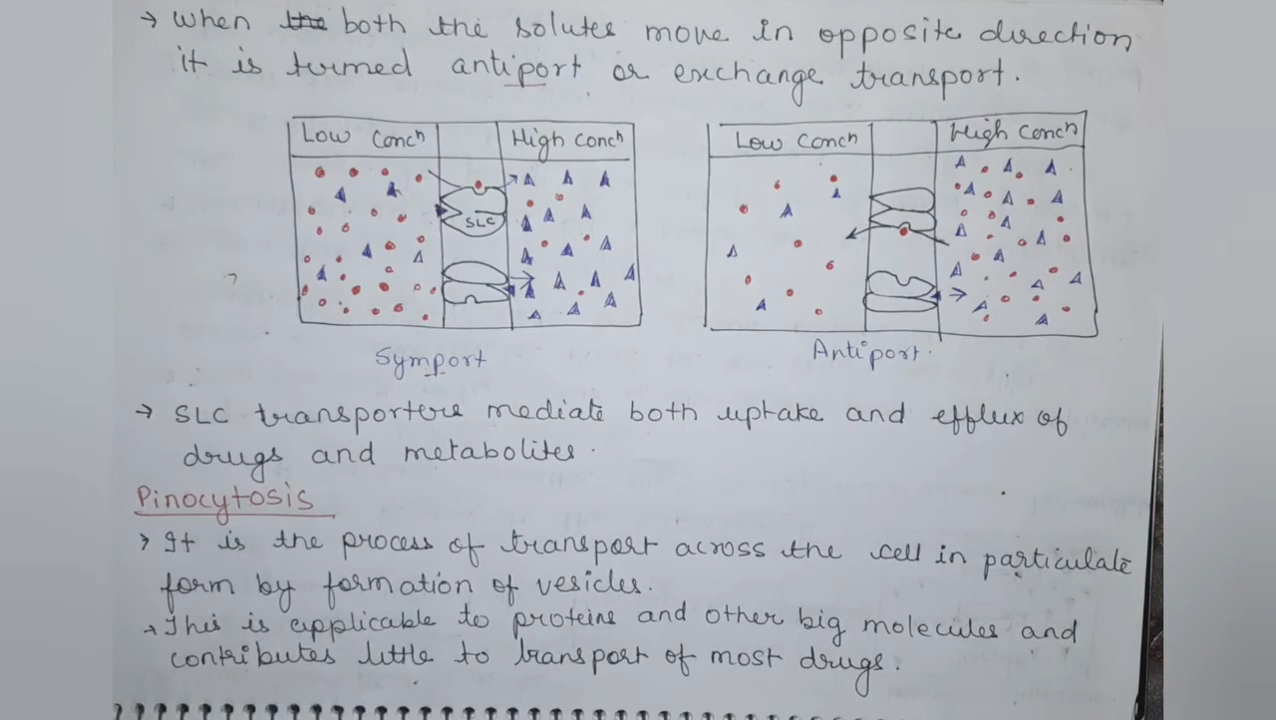 → When the both the solutes move in opposite direction
it is termed antiport or exchange transport.
Low Concn High Concn
SLC
Symport
Low Concn High Concn
Antiport.
→ SLC transporters mediate both uptake and efflux of
drugs and metabolites.
Pinocytosis
→ It is the process of transport across the cell in particulate
form by formation of vesicles.
→ This is applicable to proteins and other big molecules and
contributes little to transport of most drugs.